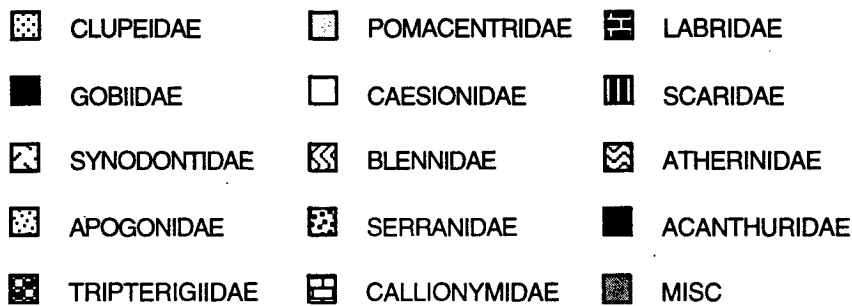 CLUPEIDAE POMACENTRIDAE LABRIDAE
GOBIIDAE CAESIONIDAE SCARIDAE
SYNODONTIDAE BLENNIDAE ATHERINIDAE
APOGONIDAE SERRANIDAE ACANTHURIDAE
TRIPTERIGIIDAE CALLIONYMIDAE MISC